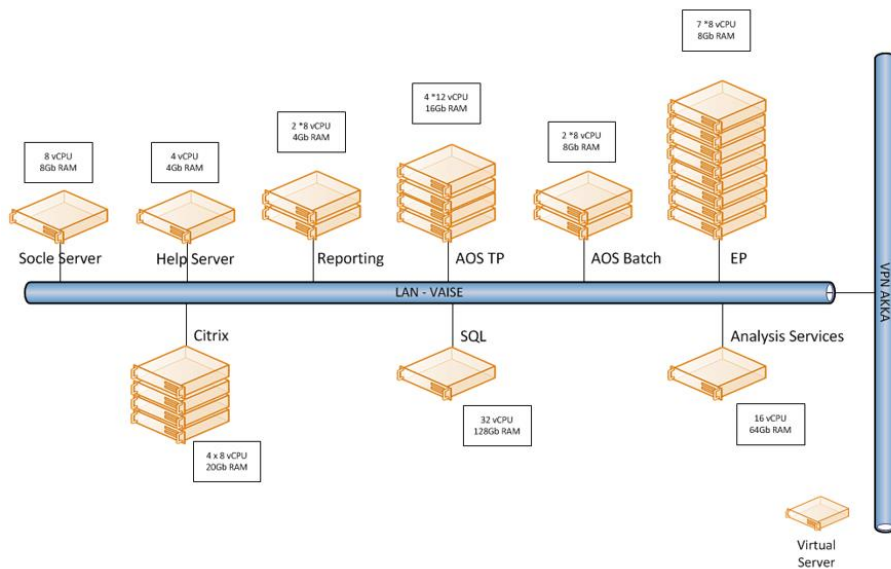 7 *8 vCPU
8Gb RAM
4 *12 vCPU
16Gb RAM
2 *8 vCPU
4Gb RAM
2 *8 vCPU
8Gb RAM
8 vCPU
8Gb RAM
4 vCPU
4Gb RAM
Socle Server
Help Server
Reporting
AOS TP
AOS Batch
EP
LAN - VAISE
VPN AKKA
Citrix
SQL
Analysis Services
4 x 8 vCPU
20Gb RAM
32 vCPU
128Gb RAM
16 vCPU
64Gb RAM
Virtual
Server